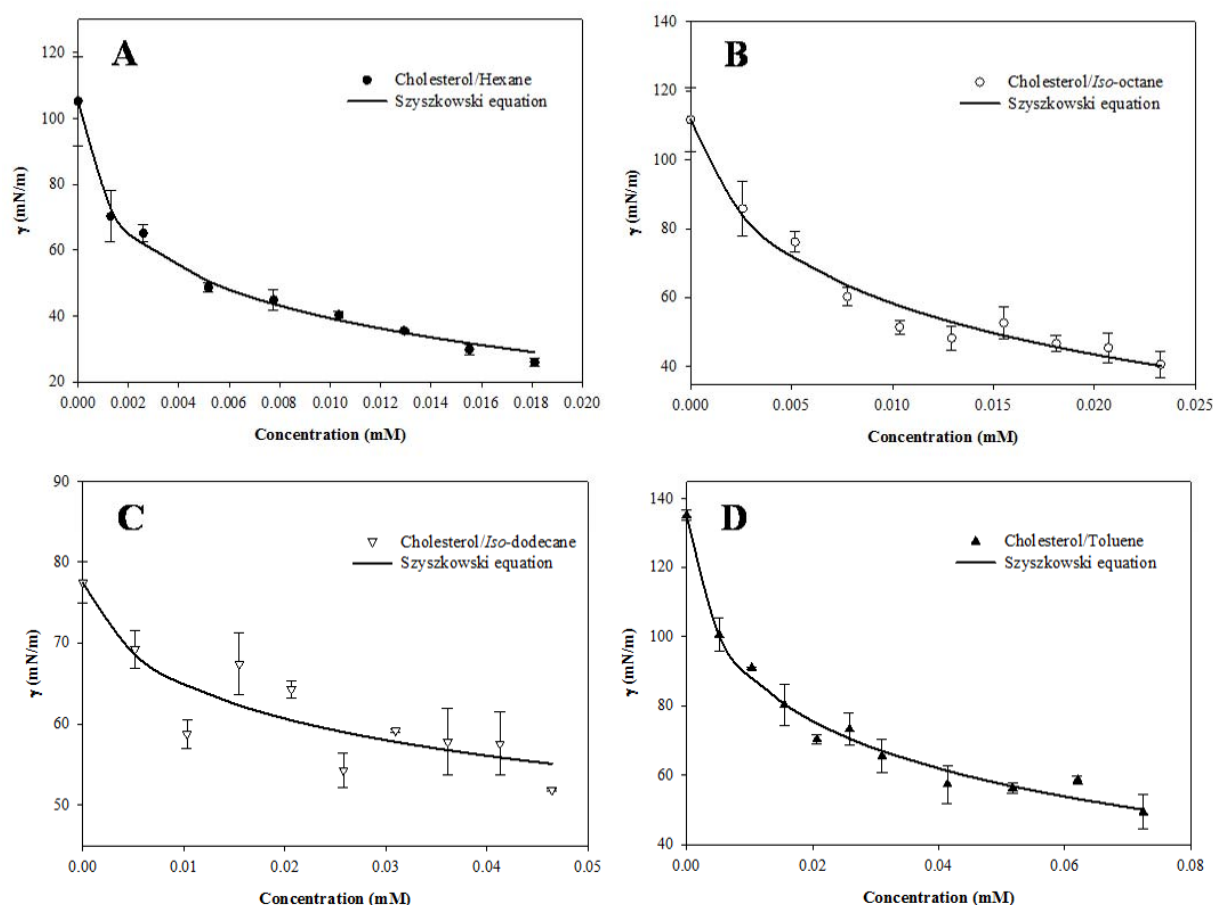 A
120
100
80
60
40
20
γ (mN/m)
Cholesterol/Hexane
Szyszkowski equation
0.000 0.002 0.004 0.006 0.008 0.010 0.012 0.014 0.016 0.018 0.020
Concentration (mM)
B
140
120
100
80
60
40
γ (mN/m)
Cholesterol/Iso-octane
Szyszkowski equation
0.000 0.005 0.010 0.015 0.020 0.025
Concentration (mM)
C
90
80
70
60
50
γ (mN/m)
Cholesterol/Iso-dodecane
Szyszkowski equation
0.00 0.01 0.02 0.03 0.04 0.05
Concentration (mM)
D
140
120
100
80
60
40
γ (mN/m)
Cholesterol/Toluene
Szyszkowski equation
0.00 0.02 0.04 0.06 0.08
Concentration (mM)